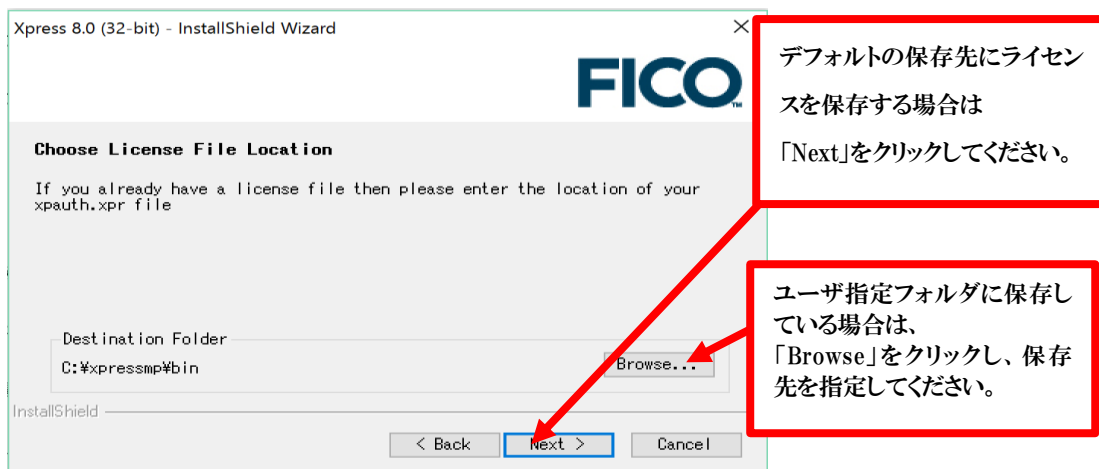 Xpress 8.0 (32-bit) - InstallShield Wizard
FICO
TM
Choose License File Location
If you already have a license file then please enter the location of your
xpauth.xpr file
Destination Folder
C:¥xpressmp¥bin
Browse...
InstallShield
< Back
Next >
Cancel
デフォルトの保存先にライセン
スを保存する場合は
「Next」をクリックしてください。
ユーザ指定フォルダに保存し
ている場合は、
「Browse」をクリックし、保存
先を指定してください。